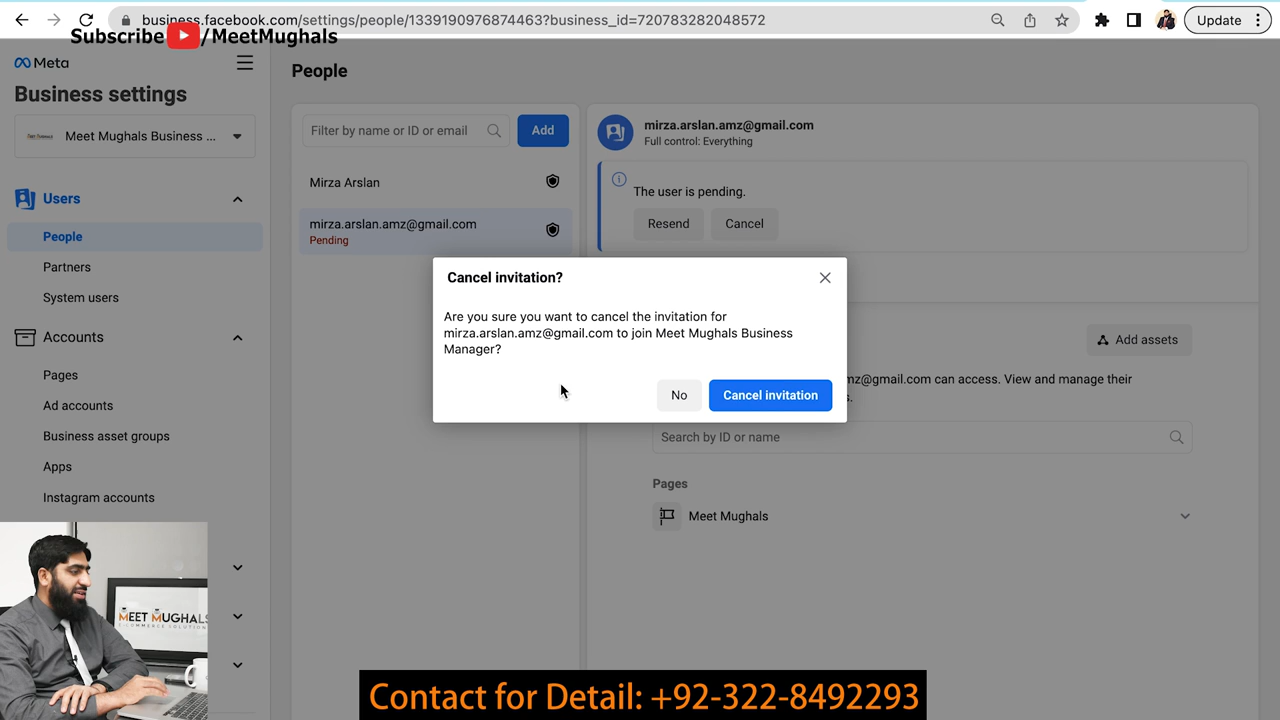 business.facebook.com/settings/people/1339190976874463?business_id=720783282048572
Update
Subscribe /MeetMughals
Meta
Business settings
Meet Mughals Business ...
Users
People
Partners
System users
Accounts
Pages
Ad accounts
Business asset groups
Apps
Instagram accounts
People
Filter by name or ID or email
Add
Mirza Arslan
mirza.arslan.amz@gmail.com
Pending
mirza.arslan.amz@gmail.com
Full control: Everything
The user is pending.
Resend
Cancel
Cancel invitation?
Are you sure you want to cancel the invitation for
mirza.arslan.amz@gmail.com to join Meet Mughals Business
Manager?
No
Cancel invitation
Add assets
mz@gmail.com can access. View and manage their
s.
Search by ID or name
Pages
Meet Mughals
MEET MUGHALS
Contact for Detail: +92-322-8492293